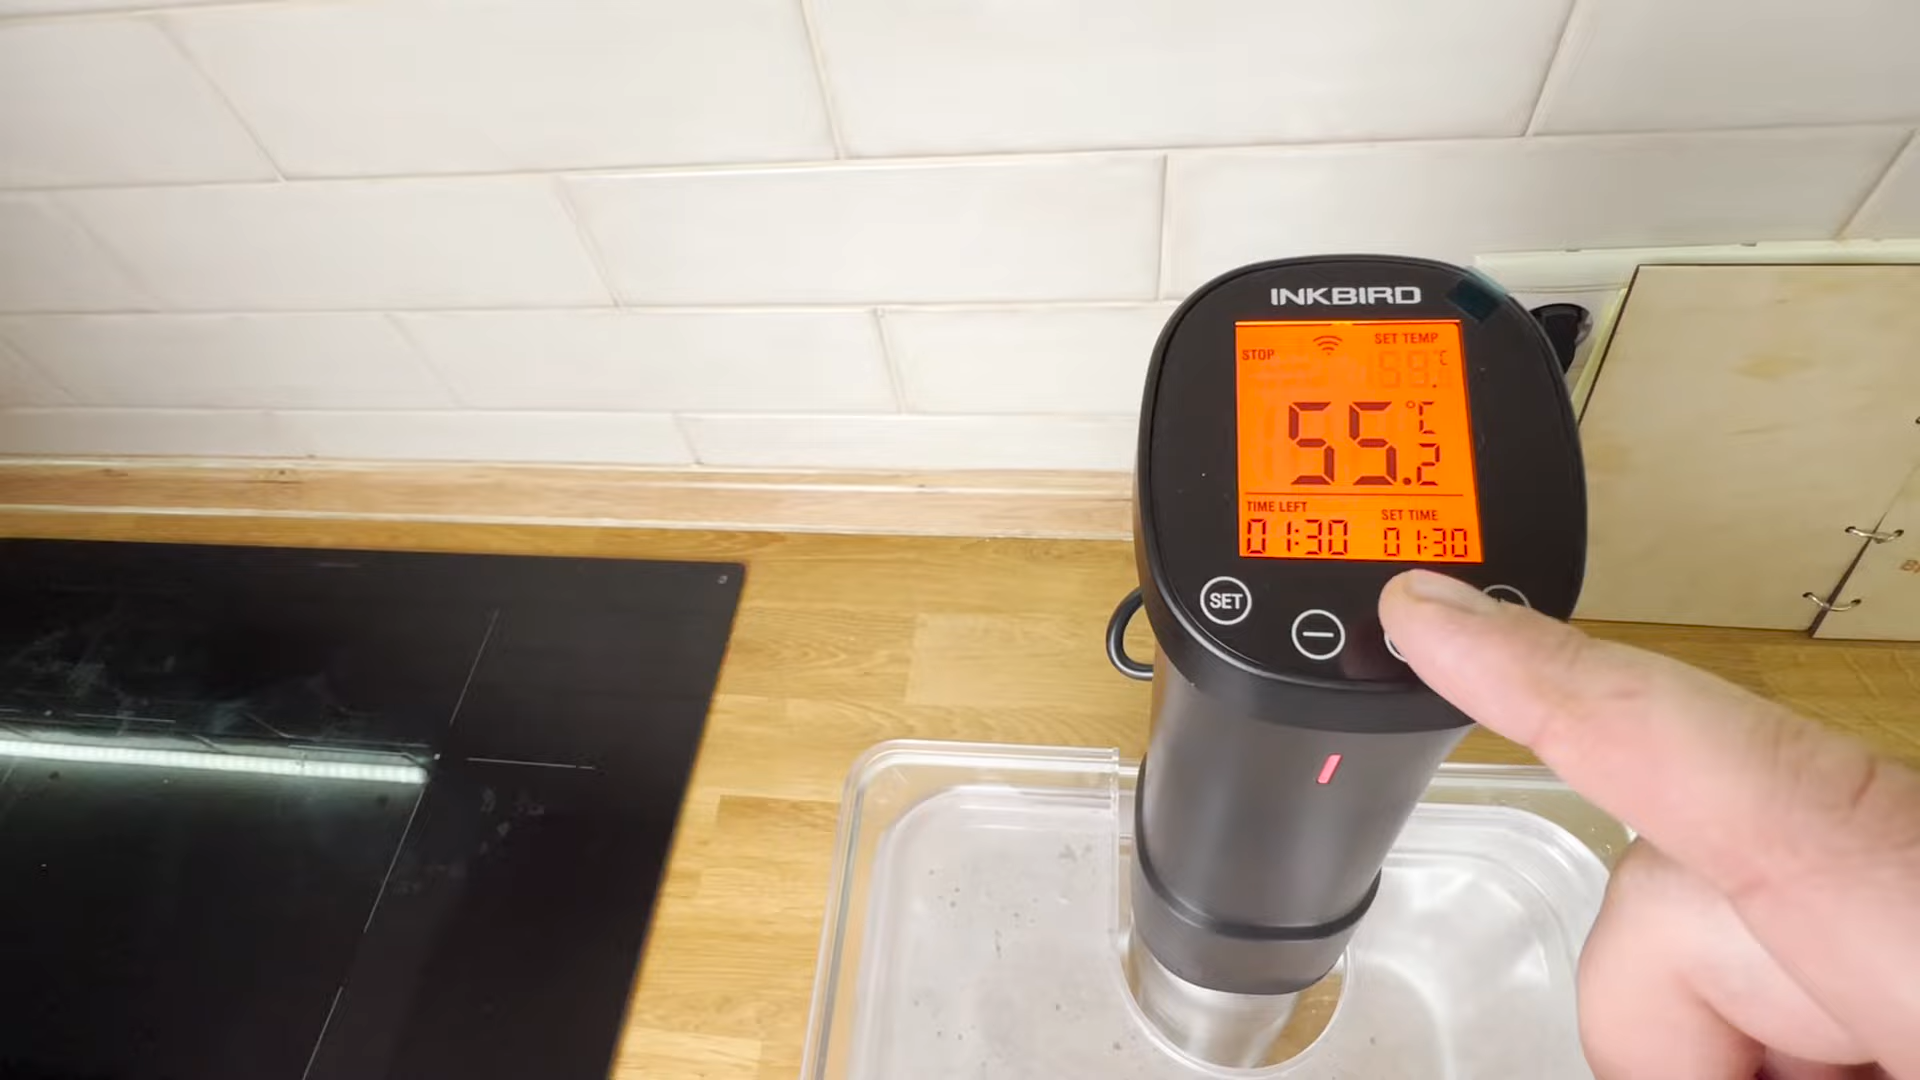 INKBIRD
SET TEMP
STOP
°C
55.2 °C
TIME LEFT
SET TIME
01:30
01:30
SET